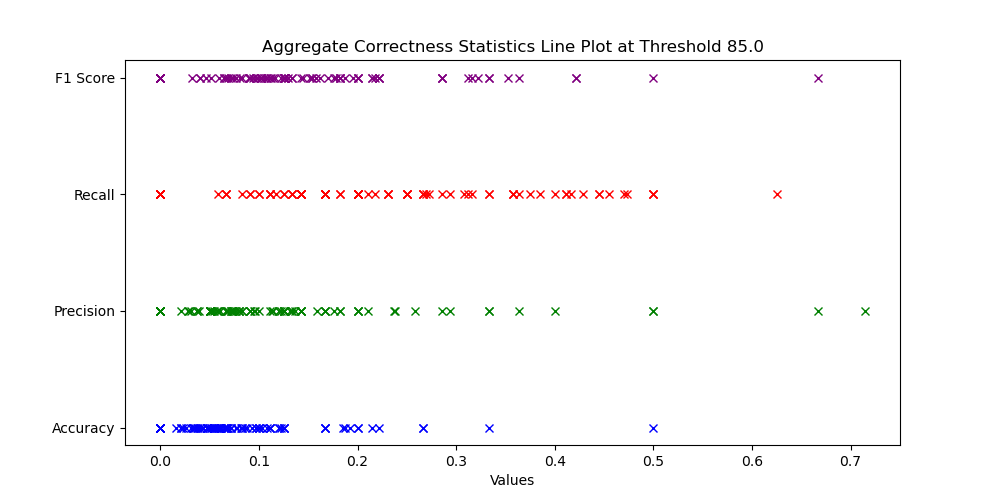 Aggregate Correctness Statistics Line Plot at Threshold 85.0
F1 Score
Recall
Precision
Accuracy
0.0 0.1 0.2 0.3 0.4 0.5 0.6 0.7
Values